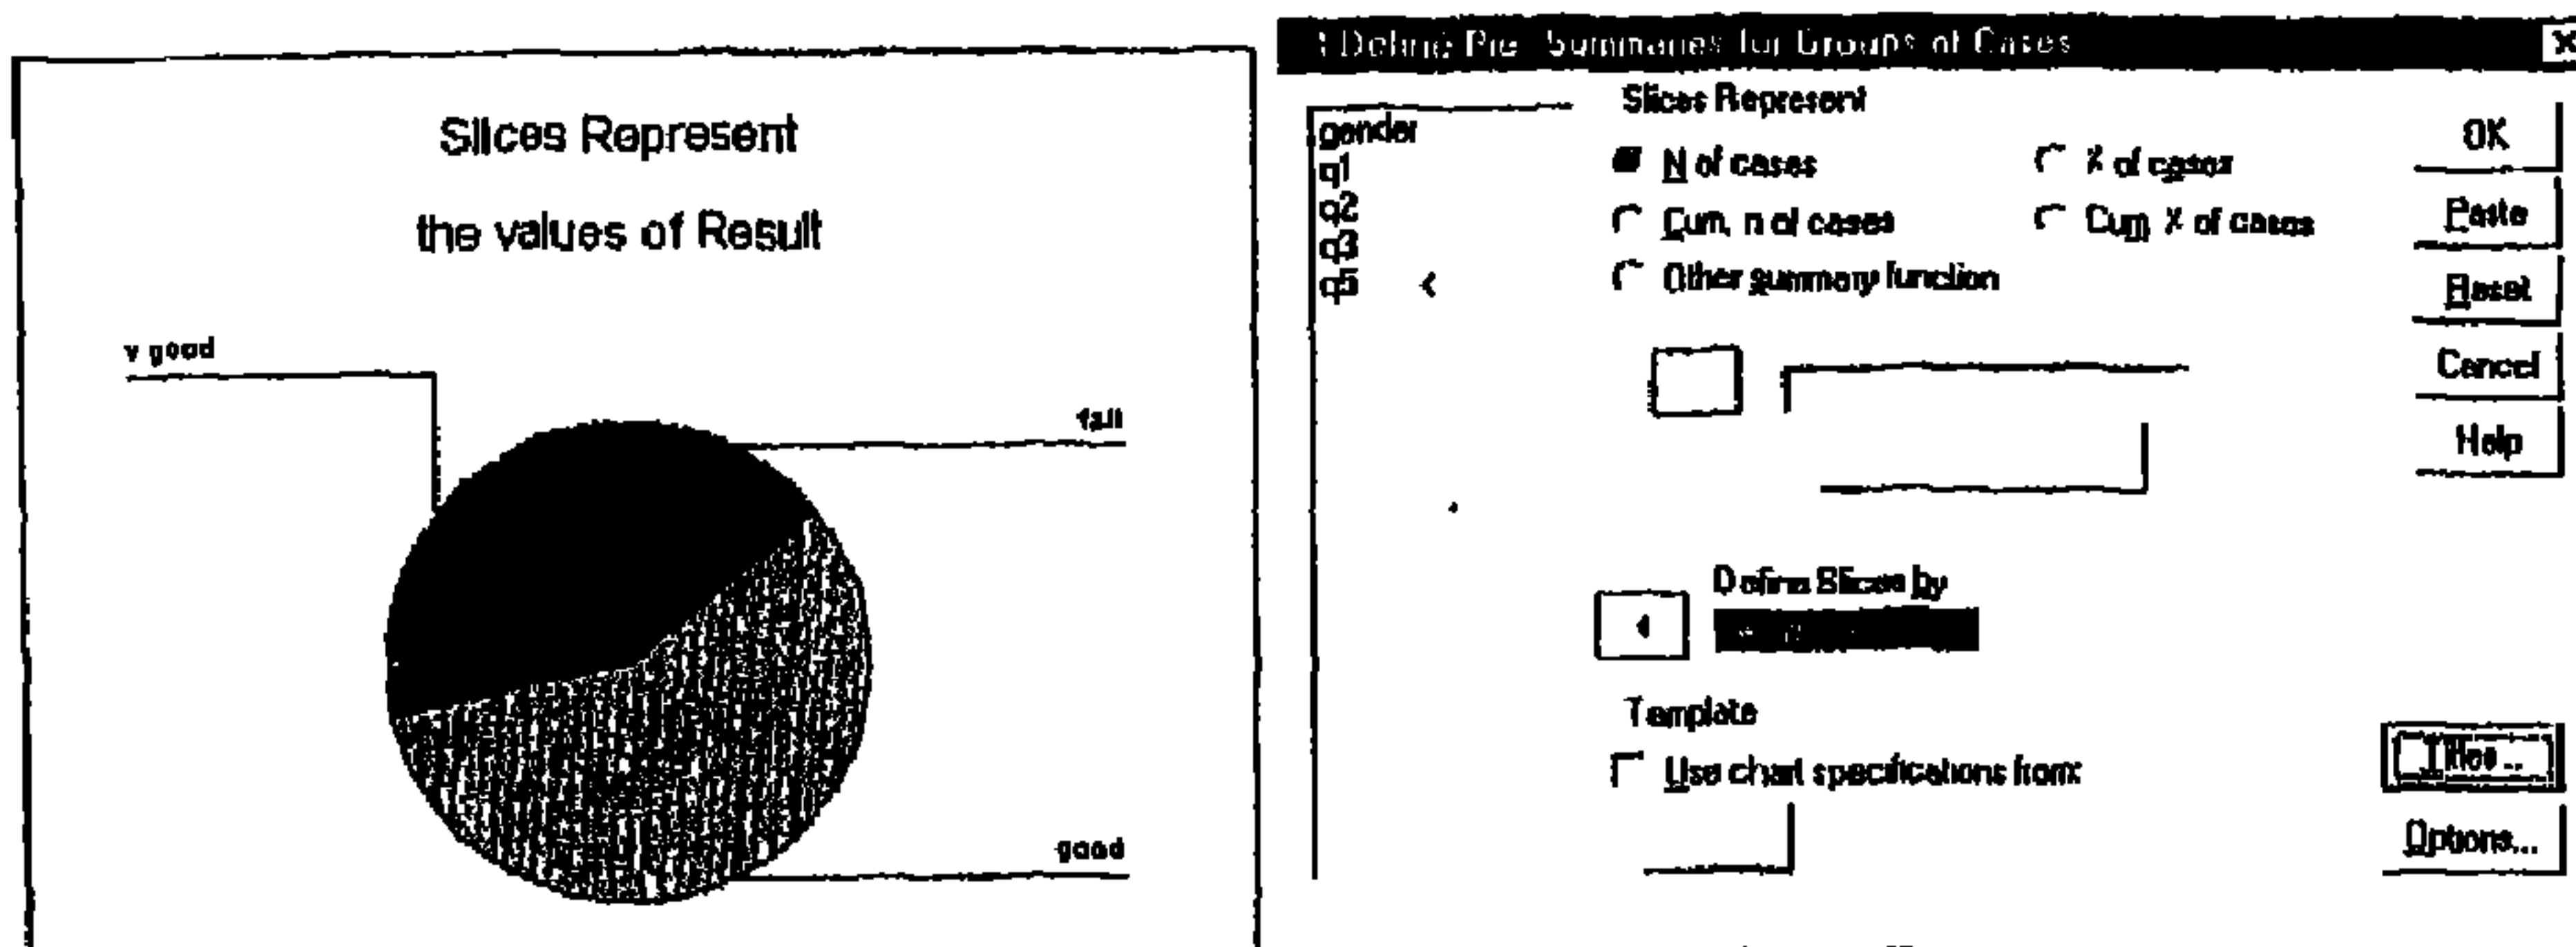 Slices Represent
the values of Result
v good
fail
good
Define Pie Summaries for Groups of Cases
gender
q1
q2
q3
q5
Slices Represent
N of cases
% of cases
Cum. n of cases
Cum % of cases
Other summary function
Define Slices by
Template
Use chart specifications from:
OK
Paste
Reset
Cancel
Help
Titles...
Options...